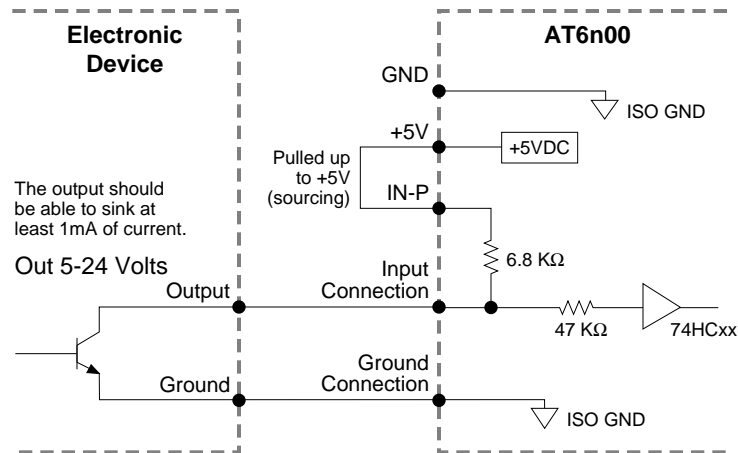 Electronic
Device
AT6n00
GND
ISO GND
+5V
+5VDC
Pulled up
to +5V
(sourcing)
IN-P
The output should
be able to sink at
least 1mA of current.
6.8 KΩ
Out 5-24 Volts
Output
Input
Connection
47 KΩ
74HCxx
Ground
Ground
Connection
ISO GND